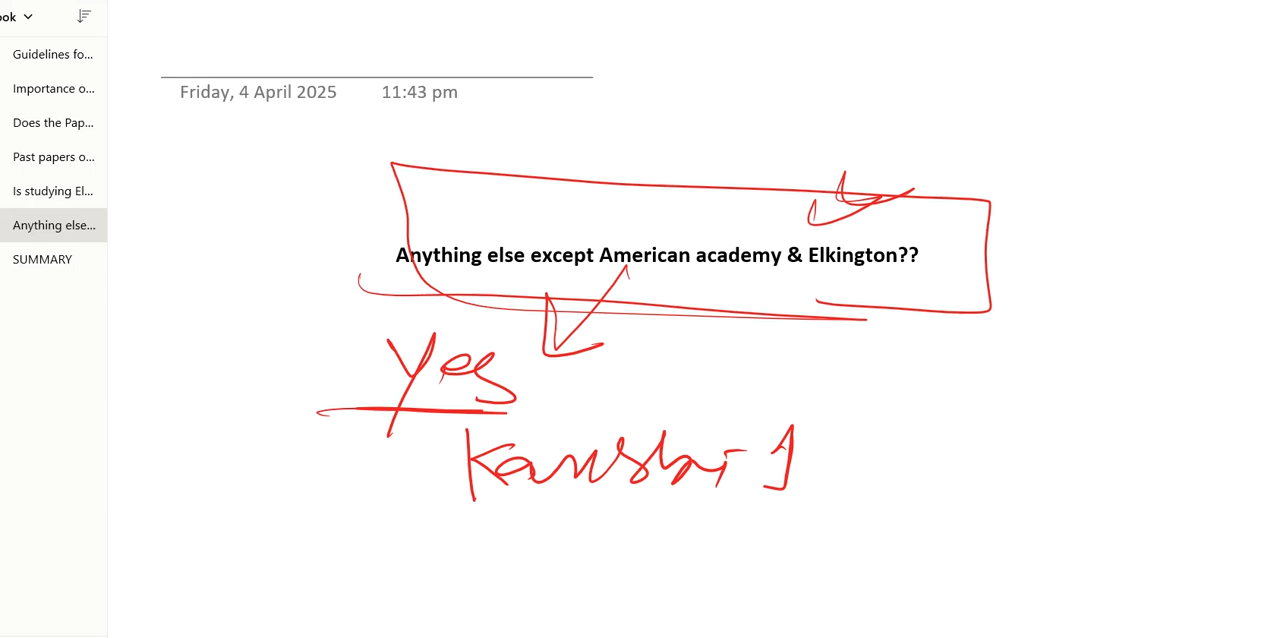 ook
Guidelines fo...
Importance o...
Does the Pap...
Past papers o...
Is studying El...
Anything else...
SUMMARY
Friday, 4 April 2025 11:43 pm
Anything else except American academy & Elkington??
Yes
Kanski